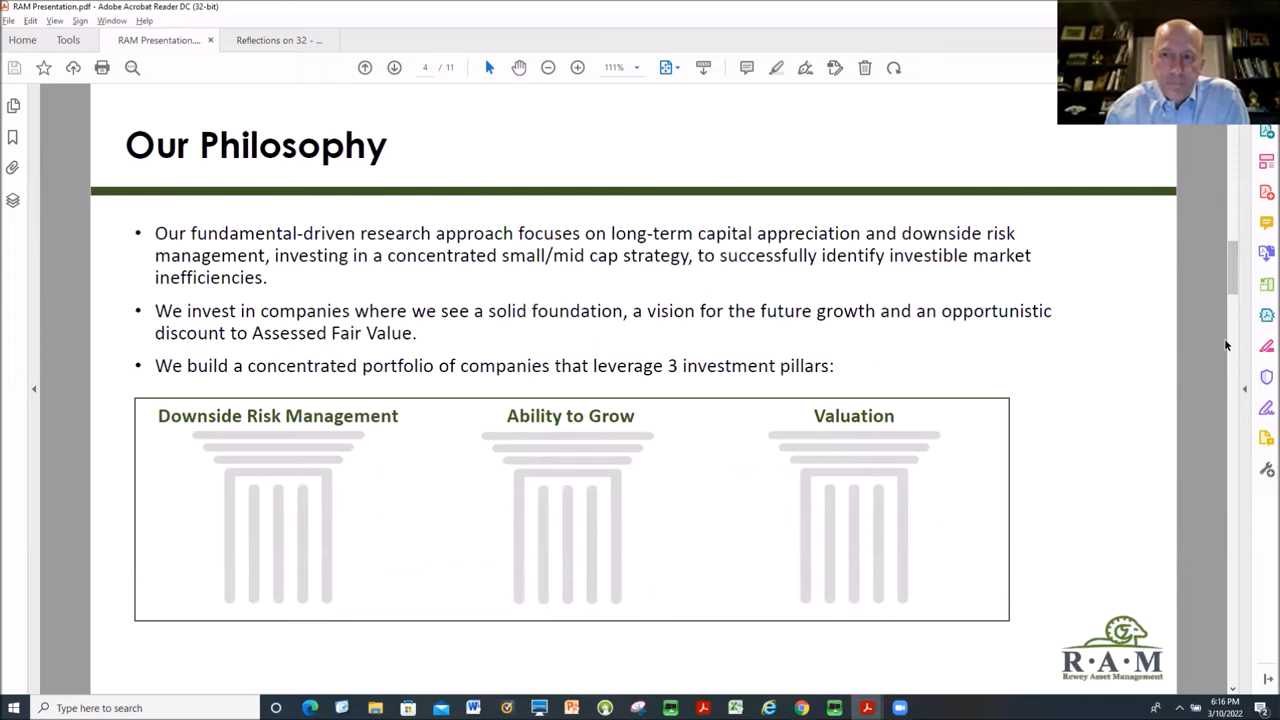 RAM Presentation.pdf - Adobe Acrobat Reader DC (32-bit)
File Edit View Sign Window Help
Home Tools RAM Presentation.... × Reflections on 32 - ...
4 / 11 111%
Our Philosophy
• Our fundamental-driven research approach focuses on long-term capital appreciation and downside risk
management, investing in a concentrated small/mid cap strategy, to successfully identify investible market
inefficiencies.
• We invest in companies where we see a solid foundation, a vision for the future growth and an opportunistic
discount to Assessed Fair Value.
• We build a concentrated portfolio of companies that leverage 3 investment pillars:
Downside Risk Management Ability to Grow Valuation
R·A·M
Rewey Asset Management
Type here to search
6:16 PM
3/10/2022